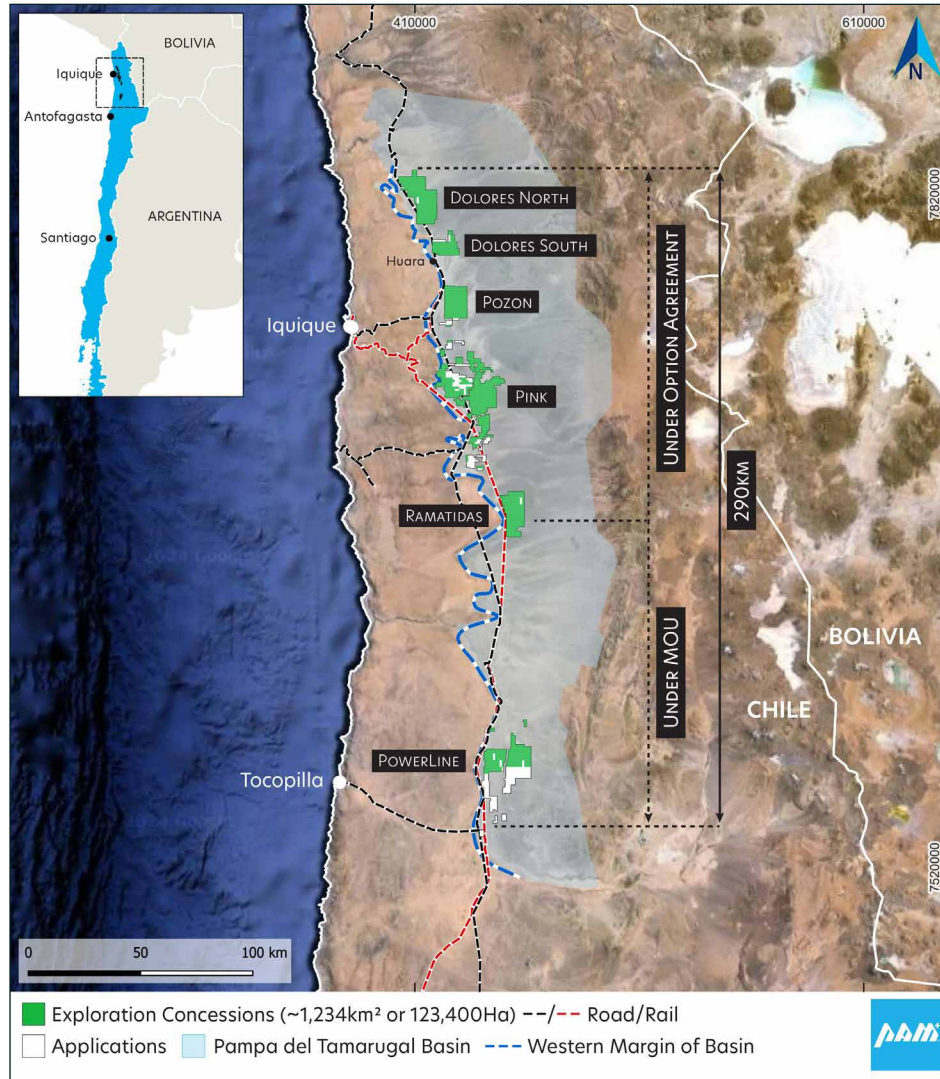 410000
610000
BOLIVIA
Iquique
Antofagasta
ARGENTINA
Santiago
N
7820000
DOLORES NORTH
DOLORES SOUTH
Huara
POZON
Iquique
PINK
UNDER OPTION AGREEMENT
290KM
RAMATIDAS
UNDER MOU
BOLIVIA
CHILE
POWERLINE
Tocopilla
7520000
0 50 100 km
Exploration Concessions (~1,234km² or 123,400Ha) Road/Rail
Applications Pampa del Tamarugal Basin Western Margin of Basin
PAM